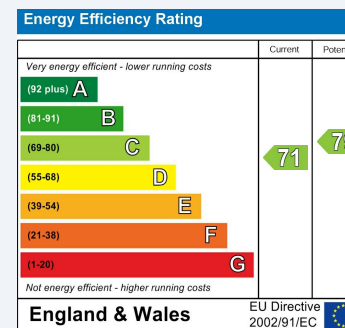 Energy Efficiency Rating
Current
Very energy efficient - lower running costs
(92 plus) A
(81-91) B
(69-80) C
(55-68) D
(39-54) E
(21-38) F
(1-20) G
71
Not energy efficient - higher running costs
England & Wales
EU Directive
2002/91/EC